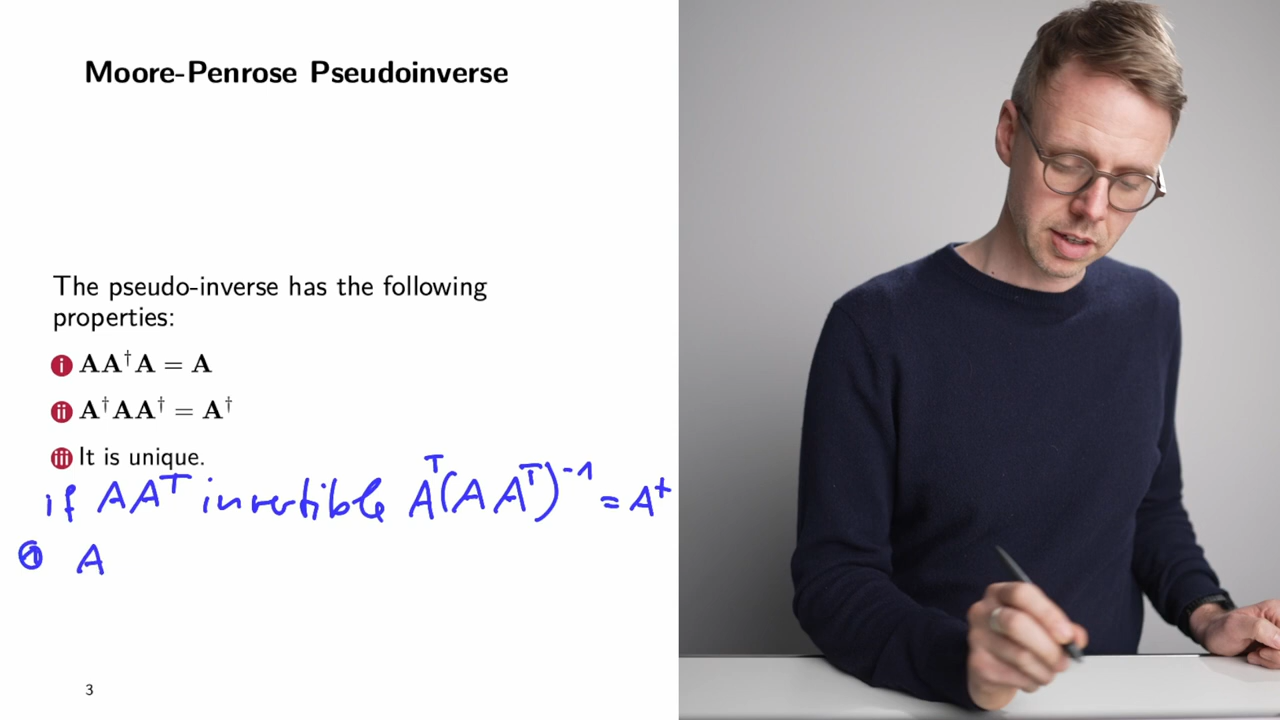 Moore-Penrose Pseudoinverse
The pseudo-inverse has the following
properties:
i AA†A = A
ii A†AA† = A†
iii It is unique.
if AAᵀ invertible Aᵀ(AAᵀ)⁻¹ = A†
① A
3